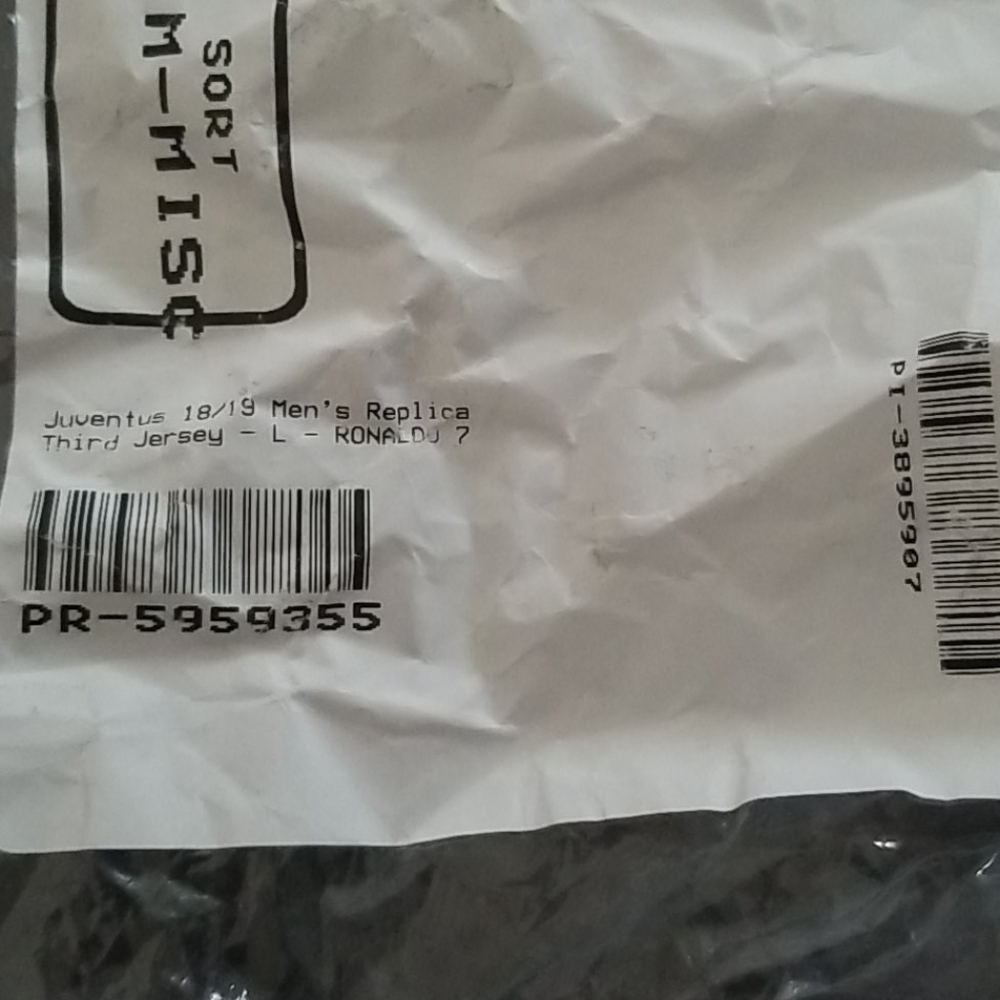 SORT
M-MISC
Juventus 18/19 Men's Replica
Third Jersey - L - RONALDO 7
PR-5959355
PI-3895907